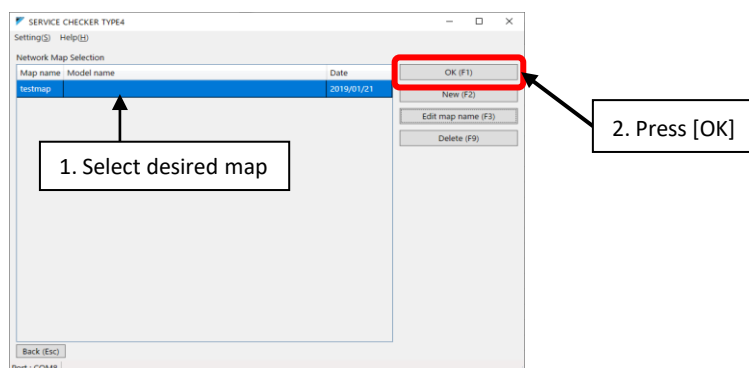 SERVICE CHECKER TYPE4
Setting(S) Help(H)
Network Map Selection
Map name Model name Date
testmap 2019/01/21
OK (F1)
New (F2)
Edit map name (F3)
Delete (F9)
1. Select desired map
2. Press [OK]
Back (Esc)
Port : COM8